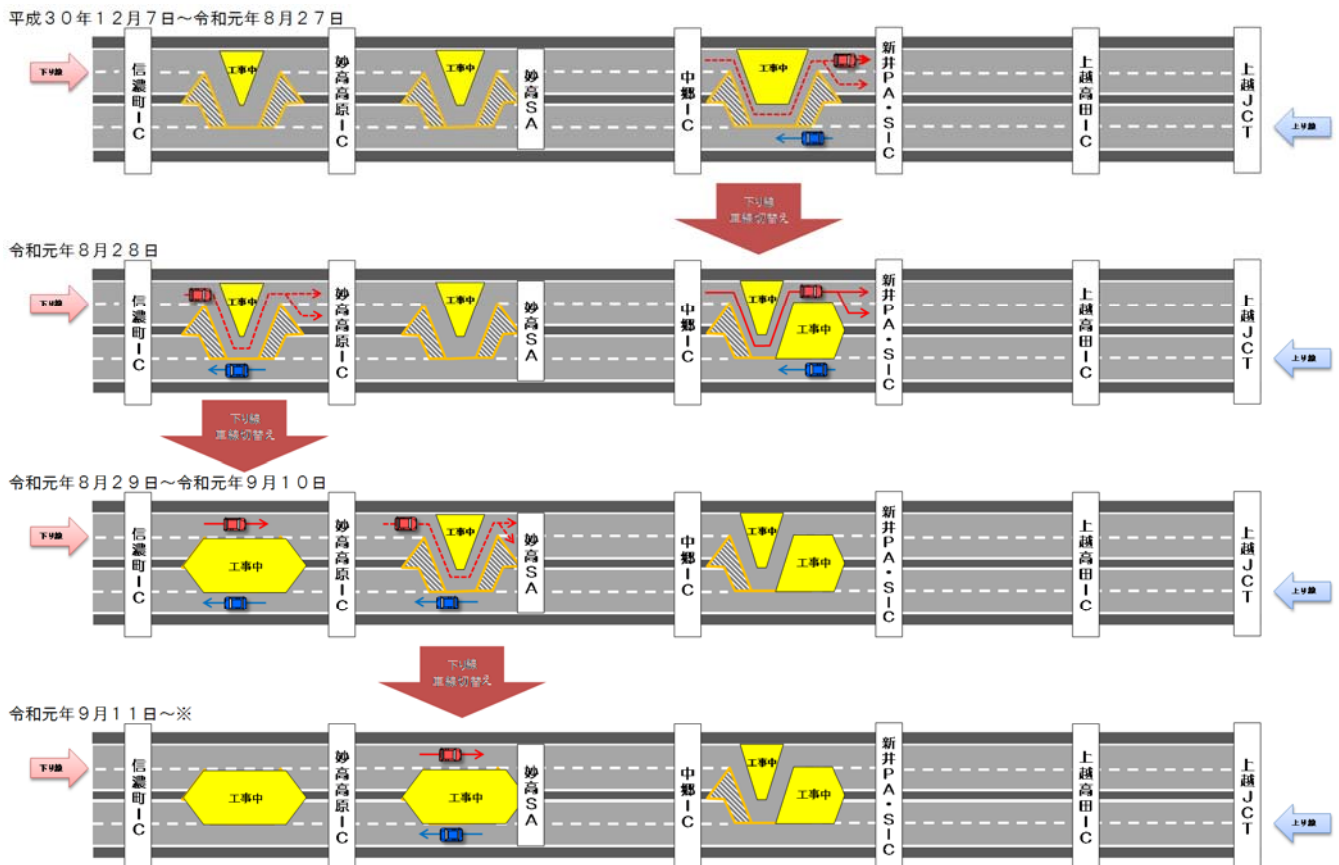 平成30年12月7日～令和元年8月27日
下り線
信濃町IC
工事中
妙高高原IC
工事中
妙高SA
中郷IC
工事中
新井PA・SIC
上越高田IC
上越JCT
上り線
下り線
車線切替え
令和元年8月28日
下り線
信濃町IC
工事中
妙高高原IC
妙高SA
工事中
中郷IC
工事中
工事中
新井PA・SIC
上越高田IC
上越JCT
上り線
下り線
車線切替え
令和元年8月29日～令和元年9月10日
下り線
信濃町IC
工事中
妙高高原IC
工事中
妙高SA
中郷IC
工事中
工事中
新井PA・SIC
上越高田IC
上越JCT
上り線
下り線
車線切替え
令和元年9月11日～※
下り線
信濃町IC
工事中
妙高高原IC
工事中
妙高SA
中郷IC
工事中
工事中
新井PA・SIC
上越高田IC
上越JCT
上り線